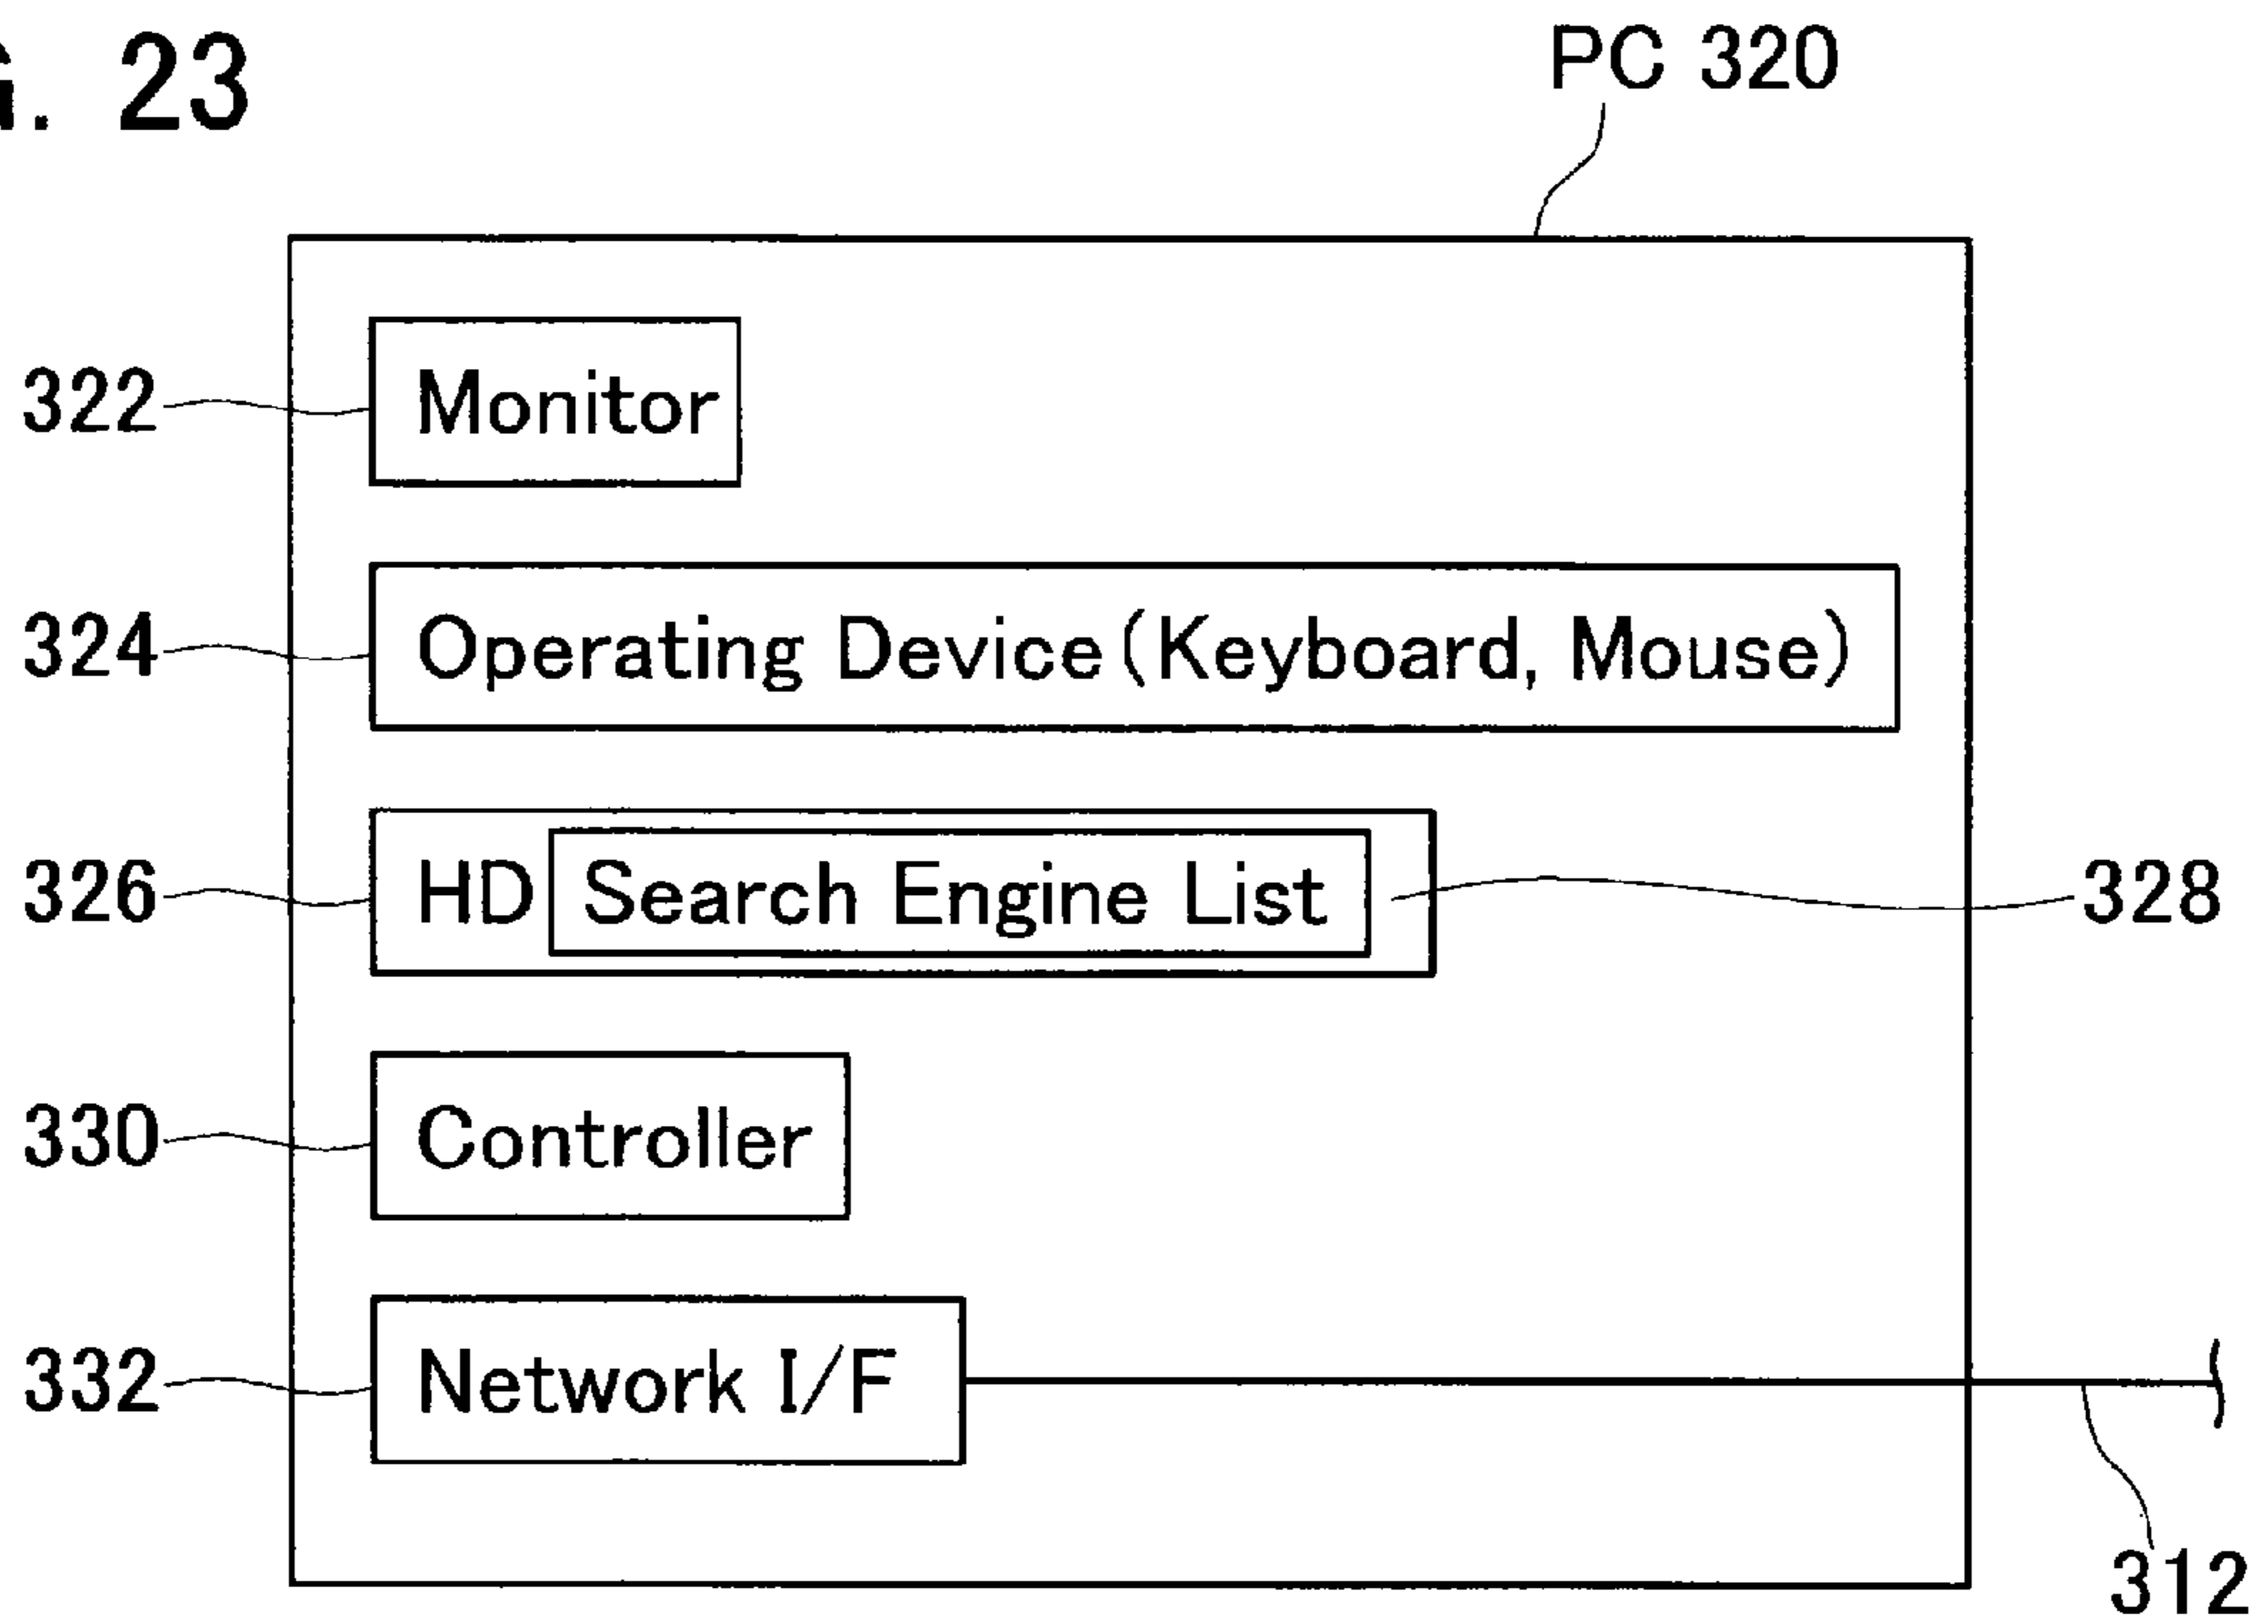 G. 23
PC 320
322 Monitor
324 Operating Device(Keyboard, Mouse)
326 HD Search Engine List 328
330 Controller
332 Network I/F
312